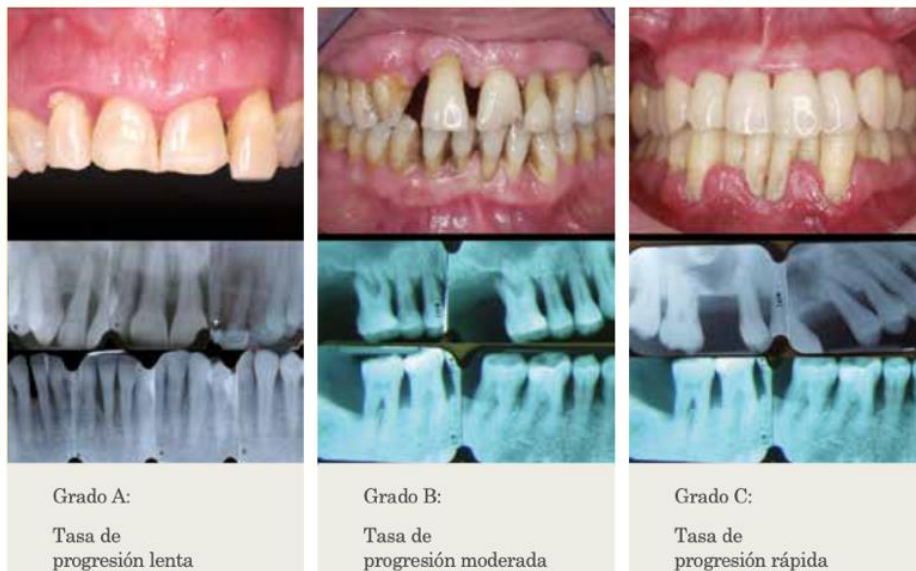 Grado A:
Tasa de
progresión lenta
Grado B:
Tasa de
progresión moderada
Grado C:
Tasa de
progresión rápida